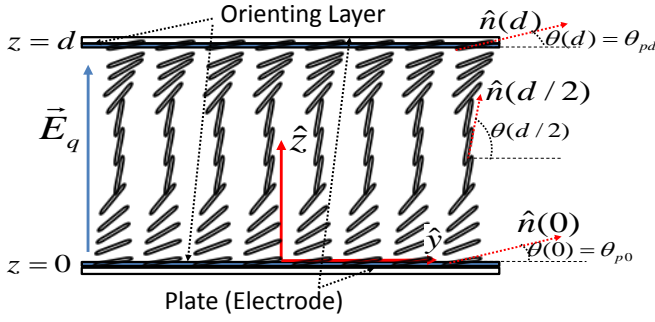 Orienting Layer
z = d
n̂(d)
θ(d) = θ_pd
n̂(d / 2)
E⃗_q
ẑ
θ(d/2)
n̂(0)
ŷ
θ(0) = θ_p0
z = 0
Plate (Electrode)